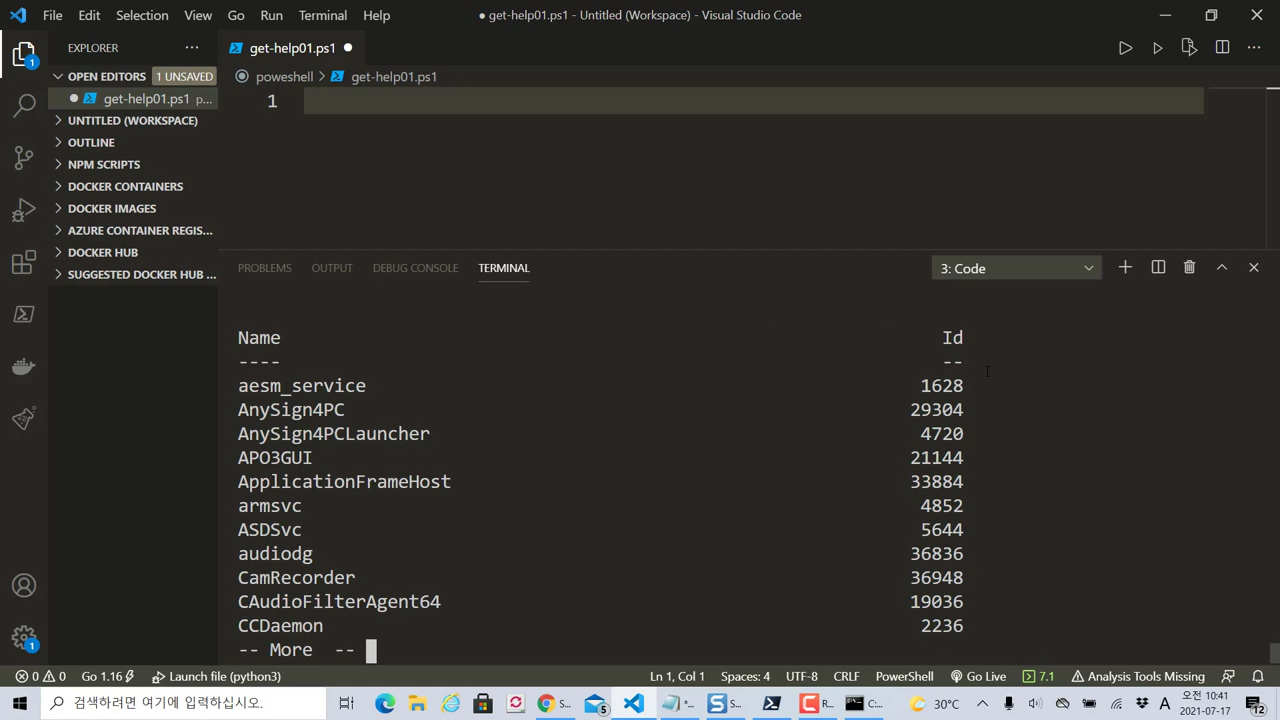 File Edit Selection View Go Run Terminal Help
● get-help01.ps1 - Untitled (Workspace) - Visual Studio Code
EXPLORER
OPEN EDITORS 1 UNSAVED
get-help01.ps1 p...
UNTITLED (WORKSPACE)
OUTLINE
NPM SCRIPTS
DOCKER CONTAINERS
DOCKER IMAGES
AZURE CONTAINER REGIS...
DOCKER HUB
SUGGESTED DOCKER HUB ...
1
1
get-help01.ps1
poweshell > get-help01.ps1
1
PROBLEMS OUTPUT DEBUG CONSOLE TERMINAL
3: Code
Name Id
---- --
aesm_service 1628
AnySign4PC 29304
AnySign4PCLauncher 4720
APO3GUI 21144
ApplicationFrameHost 33884
armsvc 4852
ASDSvc 5644
audiodg 36836
CamRecorder 36948
CAudioFilterAgent64 19036
CCDaemon 2236
-- More --
0 0 Go 1.16 Launch file (python3) Ln 1, Col 1 Spaces: 4 UTF-8 CRLF PowerShell Go Live 7.1 Analysis Tools Missing
검색하려면 여기에 입력하십시오.
5
S...
S...
R...
C...
30°C
A
오전 10:41
2021-07-17
12